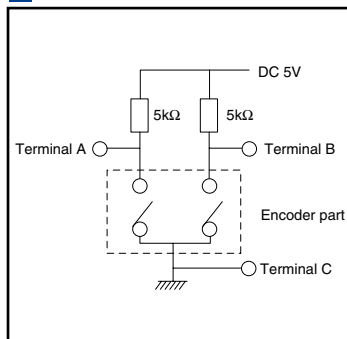 DC 5V
5kΩ 5kΩ
Terminal A Terminal B
Encoder part
Terminal C